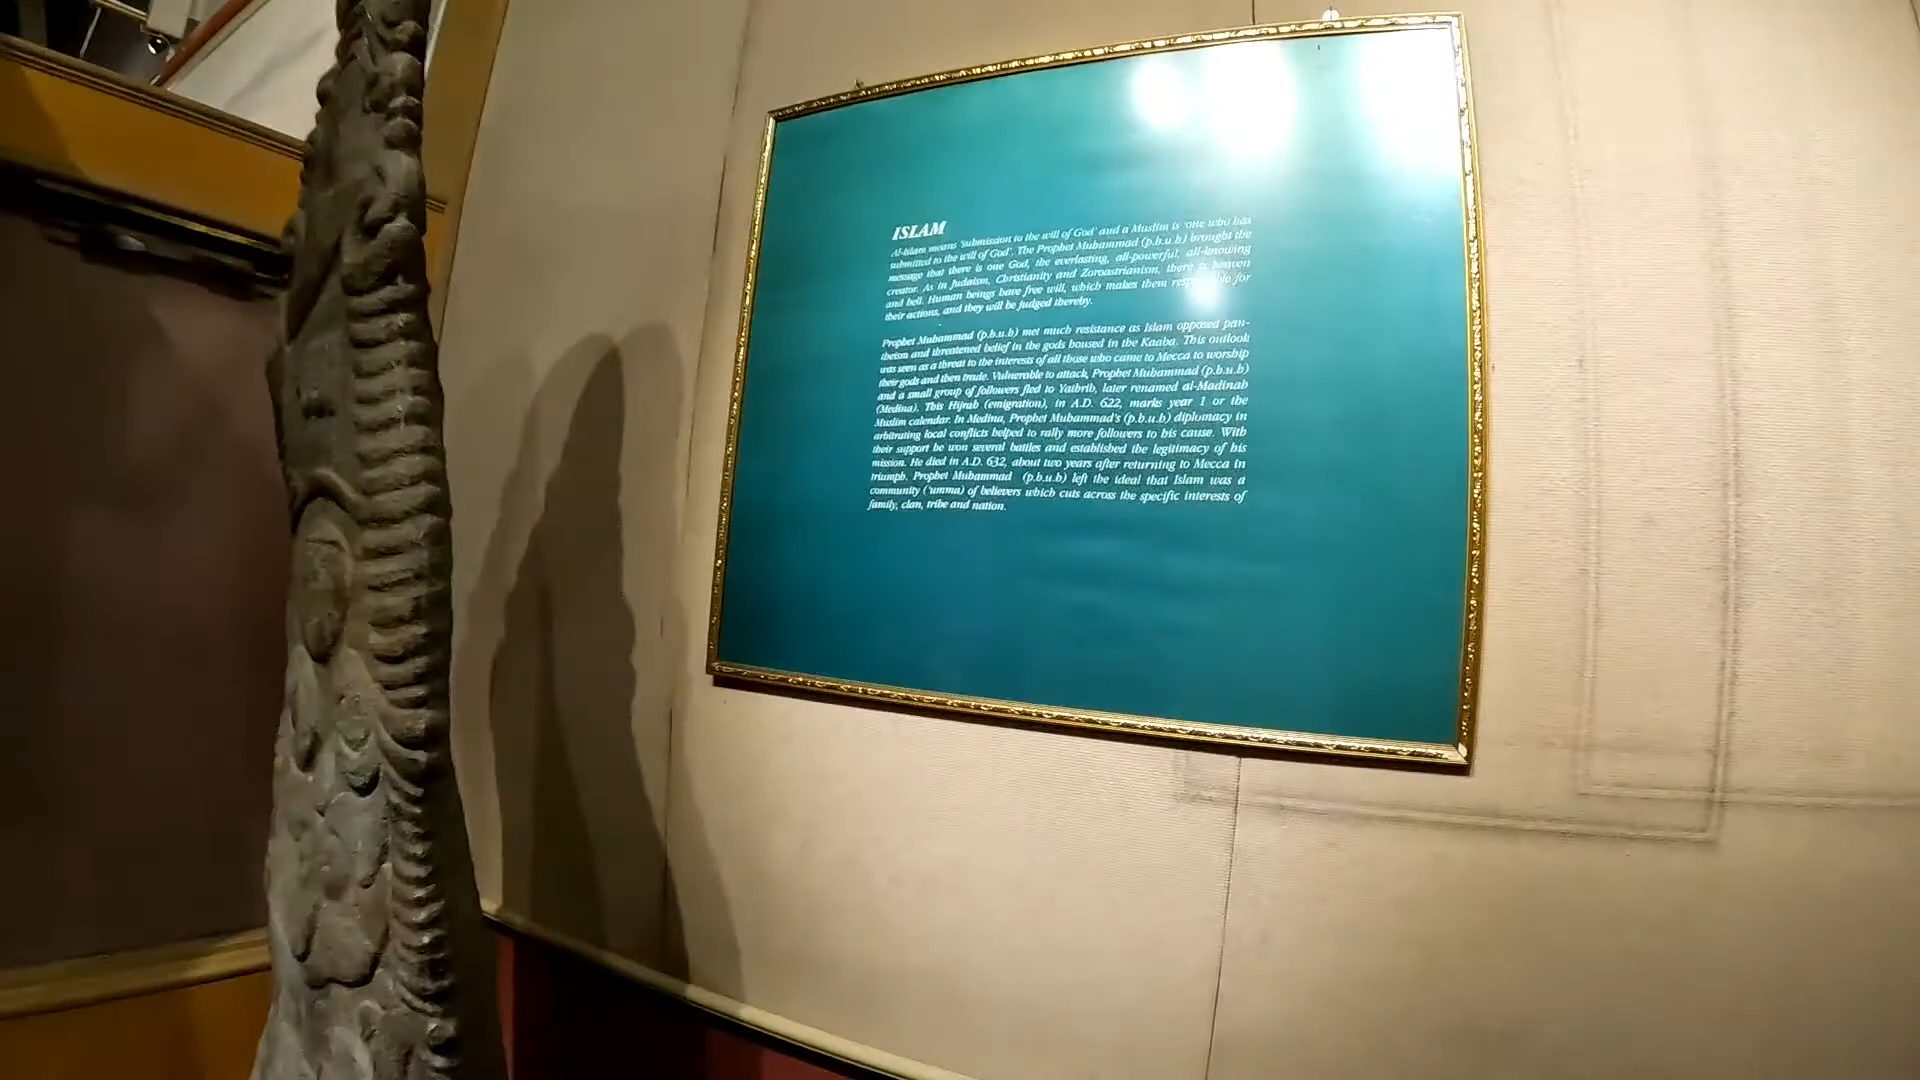 ISLAM
Al-Islam means 'Submission to the will of God' and a Muslim is 'one who has
submitted to the will of God'. The Prophet Muhammad (p.b.u.h) brought the
message that there is one God, the everlasting, all-powerful, all-knowing
creator. As in Judaism, Christianity and Zoroastrianism, there is heaven
and hell. Human beings have free will, which makes them responsible for
their actions, and they will be judged thereby.
Prophet Muhammad (p.b.u.h) met much resistance as Islam opposed pan-
theism and threatened belief in the gods housed in the Kaaba. This outlook
was seen as a threat to the interests of all those who came to Mecca to worship
their gods and then trade. Vulnerable to attack, Prophet Muhammad (p.b.u.h)
and a small group of followers fled to Yathrib, later renamed al-Madinah
(Medina). This Hijrah (emigration), in A.D. 622, marks year 1 or the
Muslim calendar. In Medina, Prophet Muhammad's (p.b.u.h) diplomacy in
arbitrating local conflicts helped to rally more followers to his cause. With
their support he won several battles and established the legitimacy of his
mission. He died in A.D. 632, about two years after returning to Mecca in
triumph. Prophet Muhammad (p.b.u.h) left the ideal that Islam was a
community ('umma) of believers which cuts across the specific interests of
family, clan, tribe and nation.